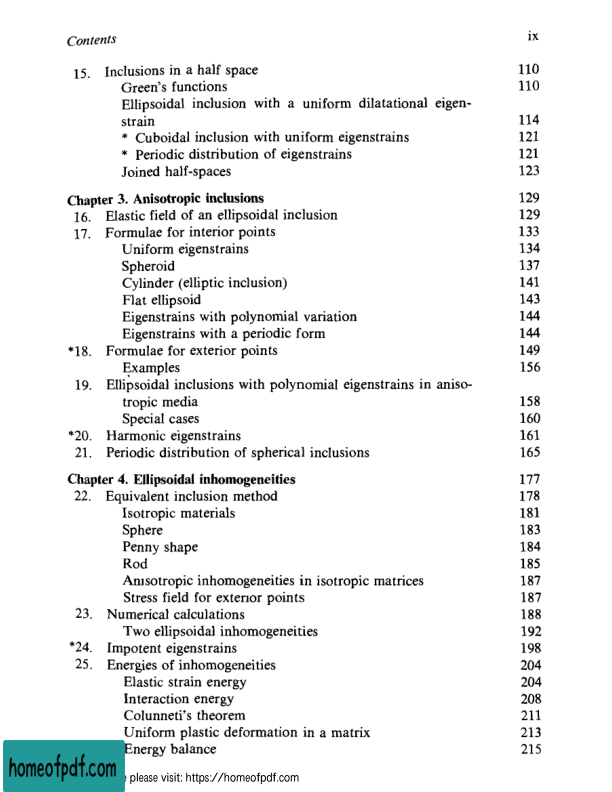 Contents ix
15. Inclusions in a half space 110
Green's functions 110
Ellipsoidal inclusion with a uniform dilatational eigen-
strain 114
* Cuboidal inclusion with uniform eigenstrains 121
* Periodic distribution of eigenstrains 121
Joined half-spaces 123
Chapter 3. Anisotropic inclusions 129
16. Elastic field of an ellipsoidal inclusion 129
17. Formulae for interior points 133
Uniform eigenstrains 134
Spheroid 137
Cylinder (elliptic inclusion) 141
Flat ellipsoid 143
Eigenstrains with polynomial variation 144
Eigenstrains with a periodic form 144
*18. Formulae for exterior points 149
Examples 156
19. Ellipsoidal inclusions with polynomial eigenstrains in aniso-
tropic media 158
Special cases 160
*20. Harmonic eigenstrains 161
21. Periodic distribution of spherical inclusions 165
Chapter 4. Ellipsoidal inhomogeneities 177
22. Equivalent inclusion method 178
Isotropic materials 181
Sphere 183
Penny shape 184
Rod 185
Anisotropic inhomogeneities in isotropic matrices 187
Stress field for exterior points 187
23. Numerical calculations 188
Two ellipsoidal inhomogeneities 192
*24. Impotent eigenstrains 198
25. Energies of inhomogeneities 204
Elastic strain energy 204
Interaction energy 208
Colunneti's theorem 211
Uniform plastic deformation in a matrix 213
Energy balance 215
homeofpdf.com
please visit: https://homeofpdf.com